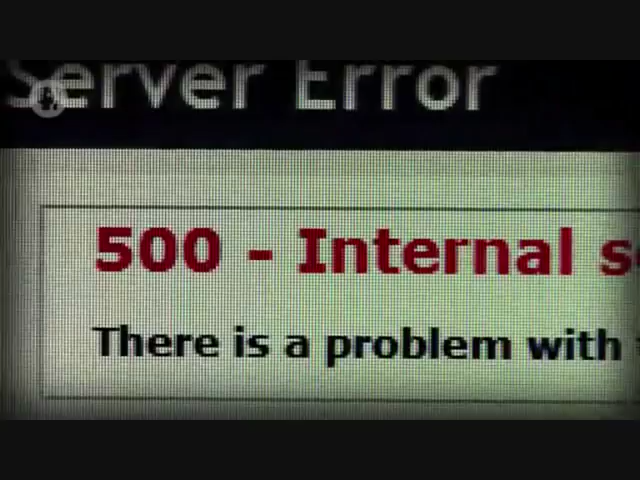 Server Error
500 - Internal s
There is a problem with